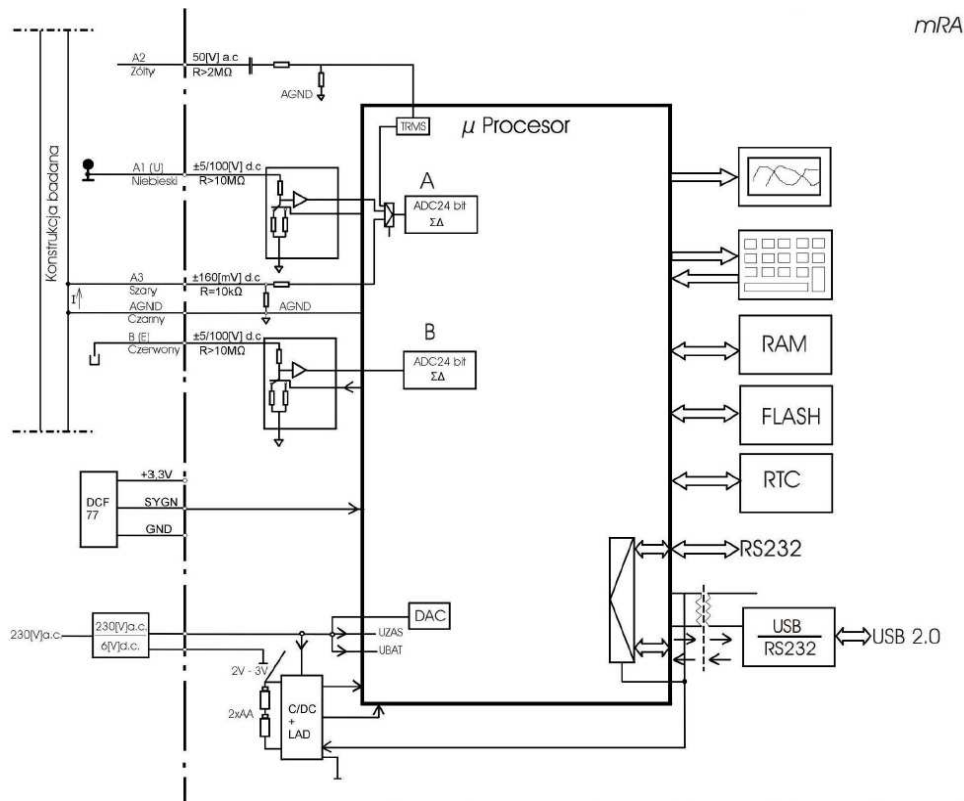 mRA
A2
Żółty
50[V] a.c
R>2MΩ
AGND
TRMS
μ Procesor
Konstrukcja badana
A1 (U)
Niebieski
±5/100[V] d.c
R>10MΩ
A
ADC24 bit
ΣΔ
A3
Szary
±160[mV] d.c
R=10kΩ
I
AGND
Czarny
AGND
B (E)
Czerwony
±5/100[V] d.c
R>10MΩ
B
ADC24 bit
ΣΔ
RAM
FLASH
RTC
DCF
77
+3,3V
SYGN
GND
RS232
230[V]a.c.
230[V]a.c.
6[V]d.c.
DAC
UZAS
UBAT
2V - 3V
2xAA
C/DC
+
LAD
USB
RS232
USB 2.0